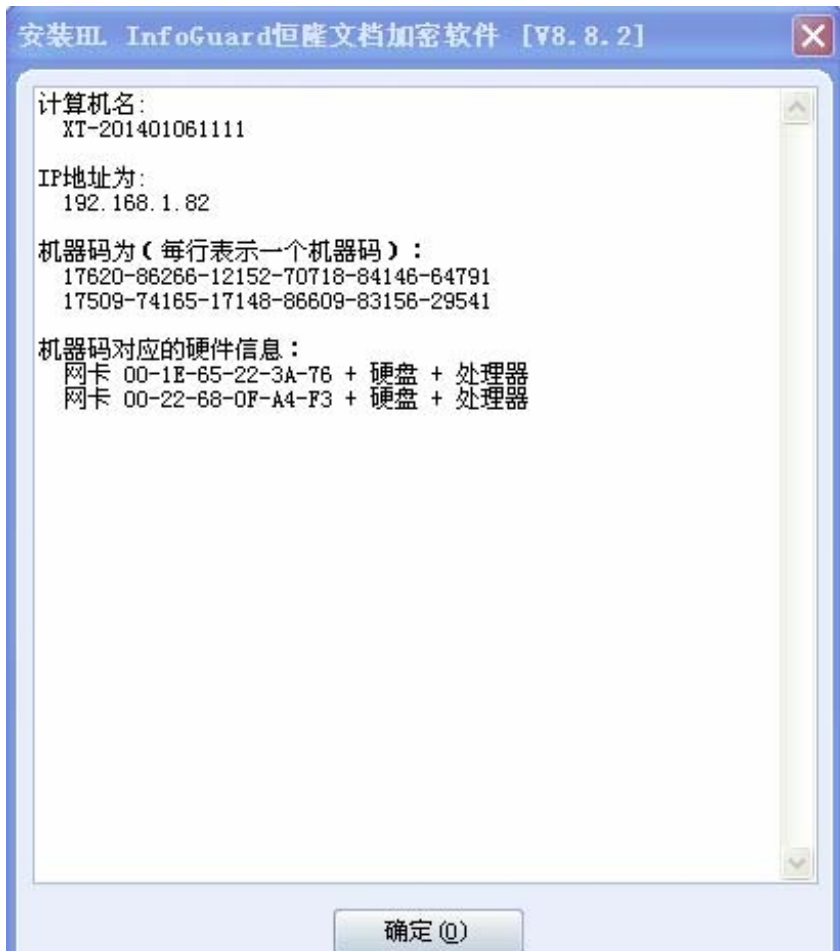 安装HL InfoGuard恒隆文档加密软件 [V8.8.2]
计算机名:
XT-201401061111
IP地址为:
192.168.1.82
机器码为(每行表示一个机器码):
17620-86266-12152-70718-84146-64791
17509-74165-17148-86609-83156-29541
机器码对应的硬件信息:
网卡 00-1E-65-22-3A-76 + 硬盘 + 处理器
网卡 00-22-68-0F-A4-F3 + 硬盘 + 处理器
确定(O)